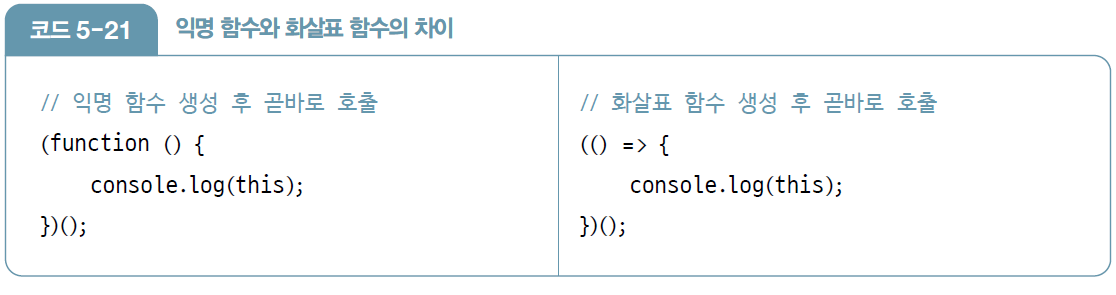 코드 5-21 익명 함수와 화살표 함수의 차이
// 익명 함수 생성 후 곧바로 호출
(function () {
    console.log(this);
})();
// 화살표 함수 생성 후 곧바로 호출
(() => {
    console.log(this);
})();